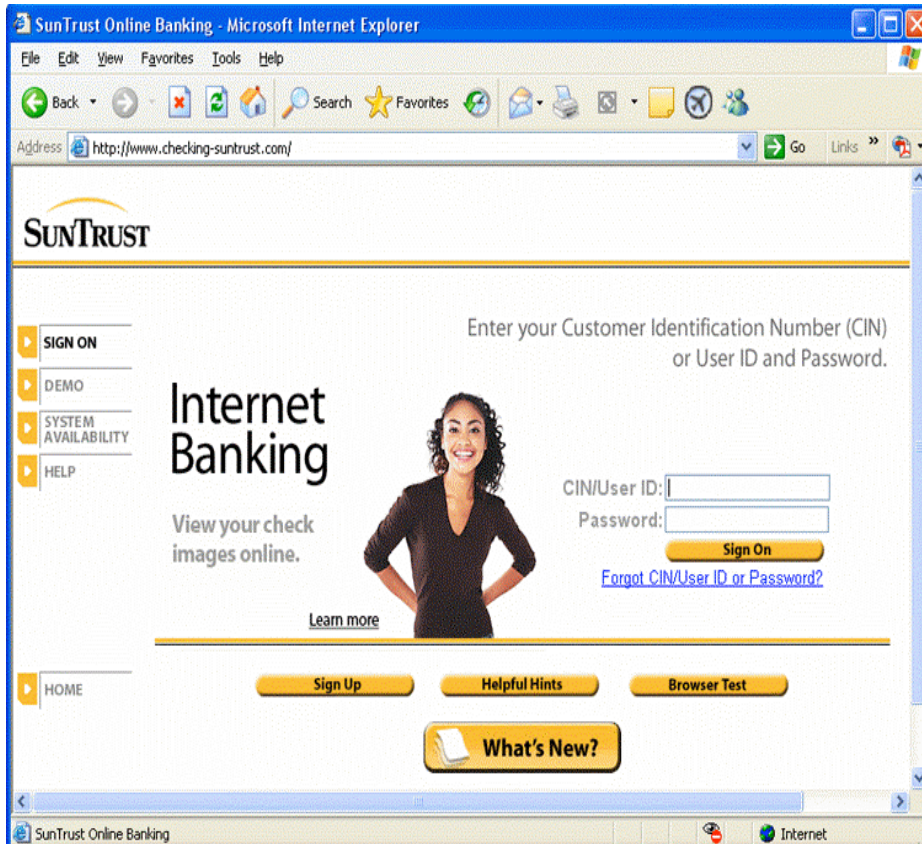 SunTrust Online Banking - Microsoft Internet Explorer
File Edit View Favorites Tools Help
Back Search Favorites
Address http://www.checking-suntrust.com/ Go Links »
SUNTRUST
Enter your Customer Identification Number (CIN)
or User ID and Password.
SIGN ON
DEMO
SYSTEM
AVAILABILITY
HELP
Internet
Banking
View your check
images online.
Learn more
CIN/User ID:
Password:
Sign On
Forgot CIN/User ID or Password?
HOME
Sign Up Helpful Hints Browser Test
What's New?
SunTrust Online Banking Internet